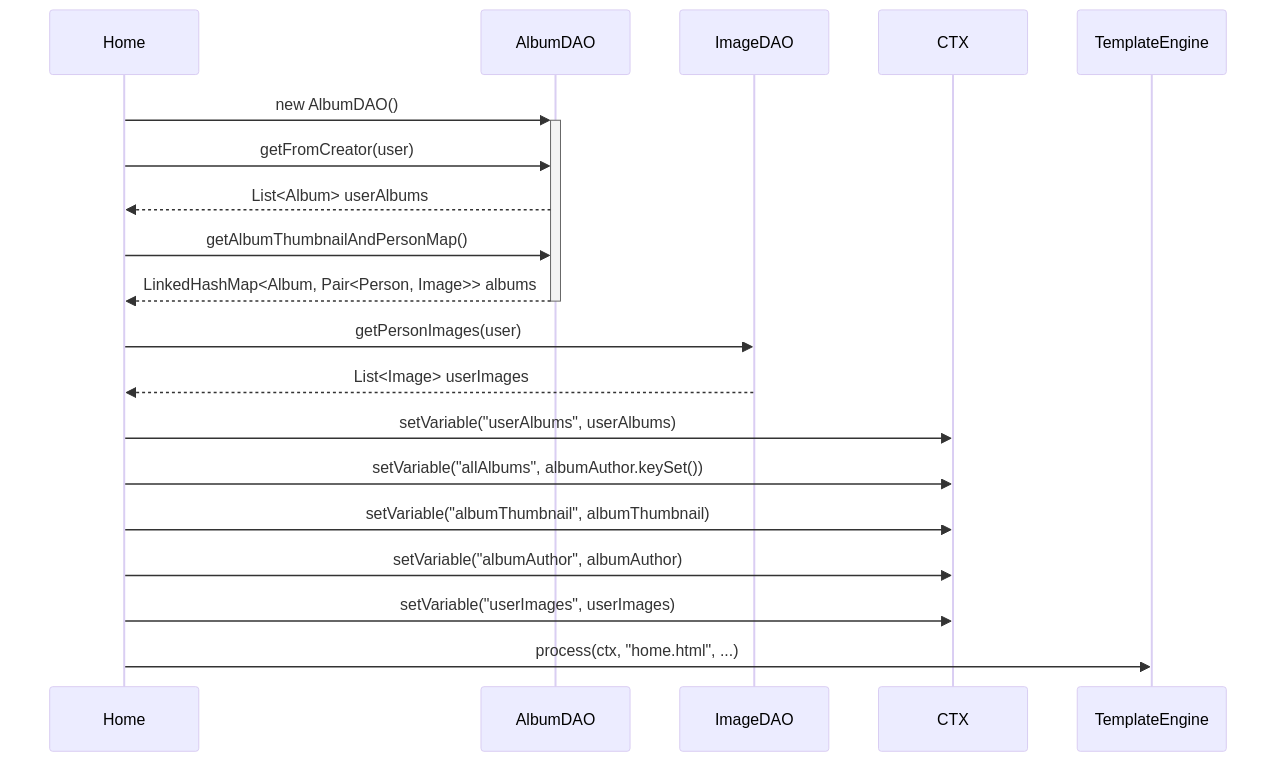 Home
AlbumDAO
ImageDAO
CTX
TemplateEngine
new AlbumDAO()
getFromCreator(user)
List<Album> userAlbums
getAlbumThumbnailAndPersonMap()
LinkedHashMap<Album, Pair<Person, Image>> albums
getPersonImages(user)
List<Image> userImages
setVariable("userAlbums", userAlbums)
setVariable("allAlbums", albumAuthor.keySet())
setVariable("albumThumbnail", albumThumbnail)
setVariable("albumAuthor", albumAuthor)
setVariable("userImages", userImages)
process(ctx, "home.html", ...)
Home
AlbumDAO
ImageDAO
CTX
TemplateEngine